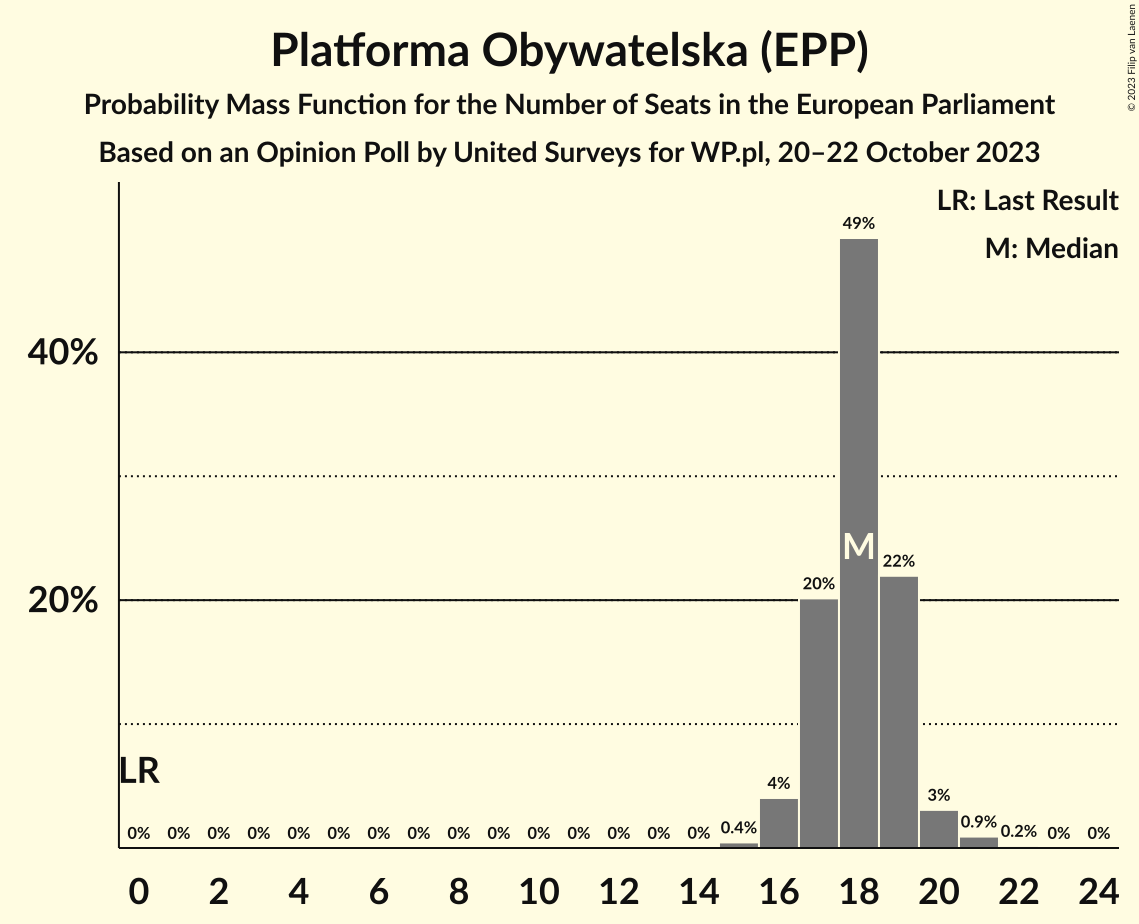 Platforma Obywatelska (EPP)
Probability Mass Function for the Number of Seats in the European Parliament
Based on an Opinion Poll by United Surveys for WP.pl, 20–22 October 2023
© 2023 Filip van Laenen
LR: Last Result
M: Median
49%
40%
M
22%
20%
20%
LR
4%
3%
0% 0% 0% 0% 0% 0% 0% 0% 0% 0% 0% 0% 0% 0% 0% 0.4% 0.9% 0.2% 0% 0%
0 2 4 6 8 10 12 14 16 18 20 22 24